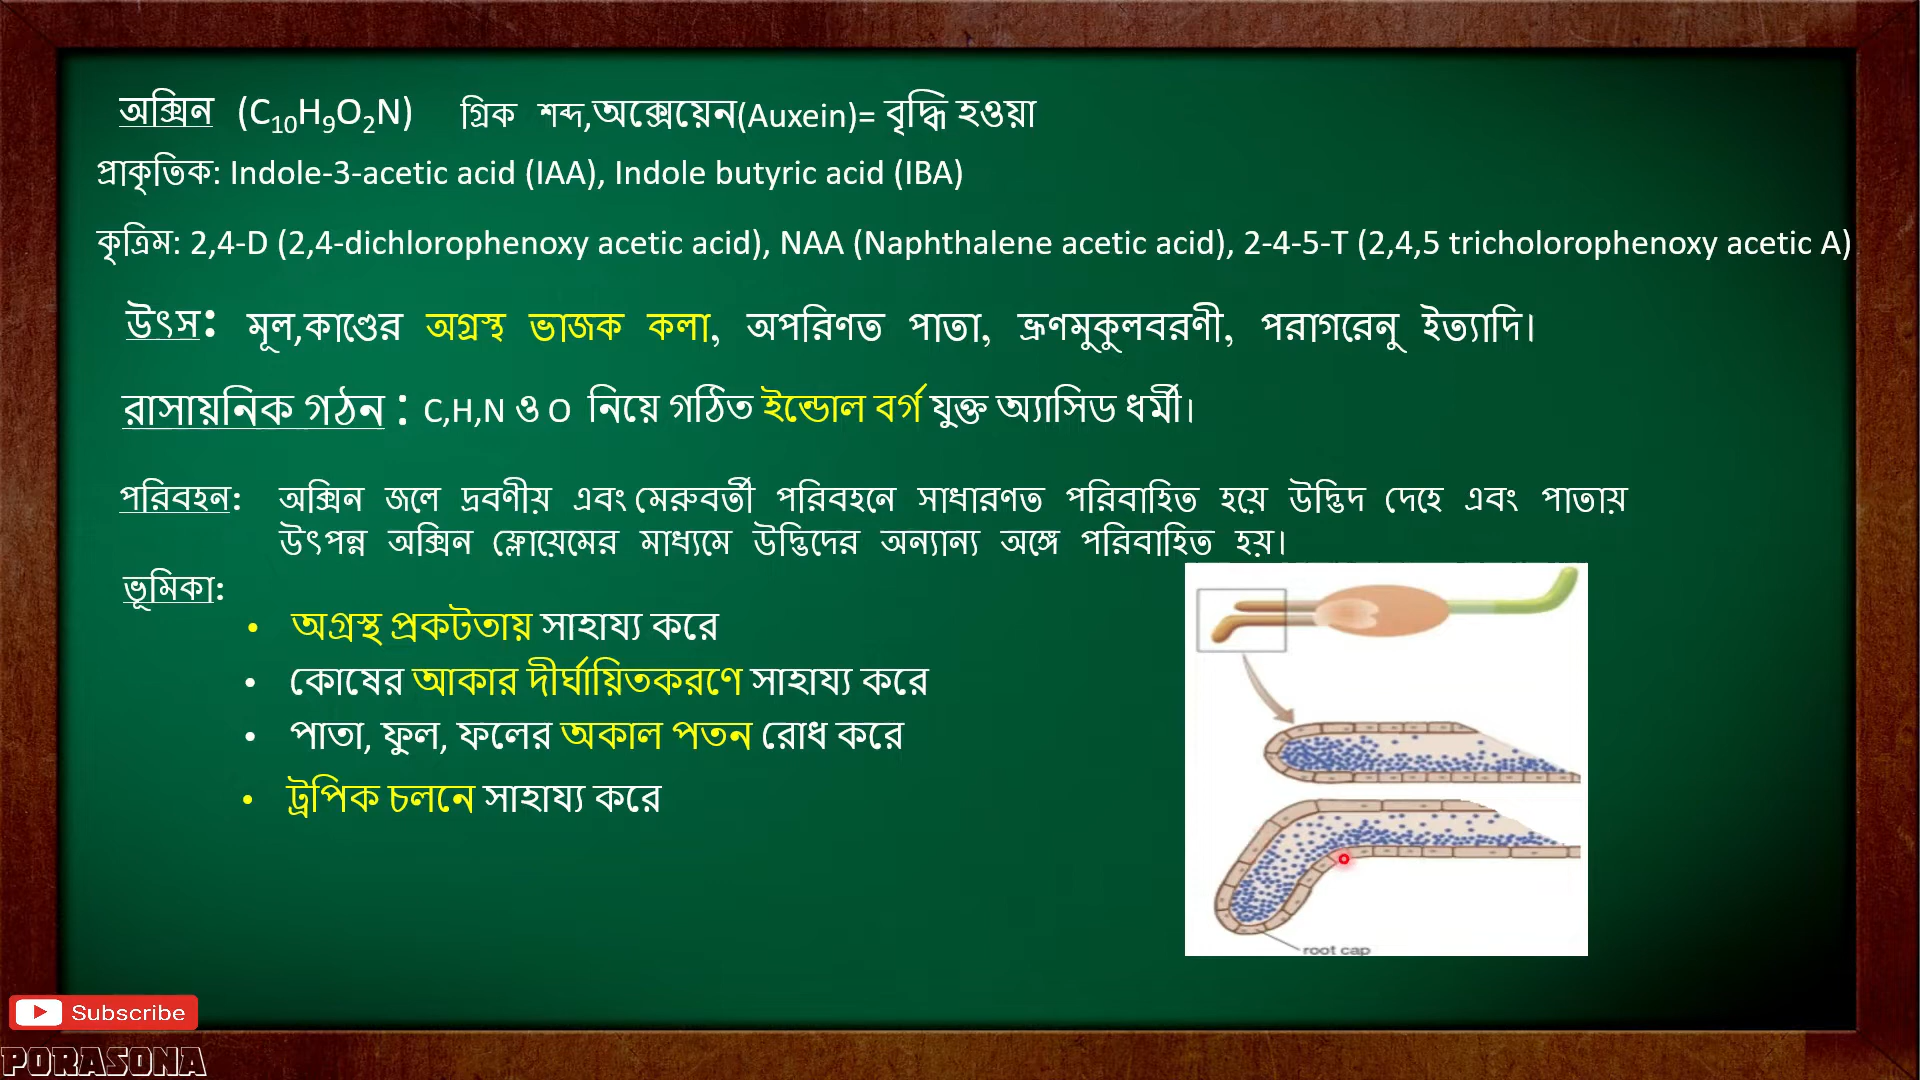 অক্সিন (C10H9O2N) গ্রিক শব্দ,অক্সেয়েন(Auxein)= বৃদ্ধি হওয়া
প্রাকৃতিক: Indole-3-acetic acid (IAA), Indole butyric acid (IBA)
কৃত্রিম: 2,4-D (2,4-dichlorophenoxy acetic acid), NAA (Naphthalene acetic acid), 2-4-5-T (2,4,5 tricholorophenoxy acetic A)
উৎস: মূল,কাণ্ডের অগ্রস্থ ভাজক কলা, অপরিণত পাতা, ভ্রূণমুকুলবরণী, পরাগরেনু ইত্যাদি।
রাসায়নিক গঠন : C,H,N ও O নিয়ে গঠিত ইন্ডোল বর্গ যুক্ত অ্যাসিড ধর্মী।
পরিবহন: অক্সিন জলে দ্রবণীয় এবং মেরুবর্তী পরিবহনে সাধারণত পরিবাহিত হয়ে উদ্ভিদ দেহে এবং পাতায়
উৎপন্ন অক্সিন ফ্লোয়েমের মাধ্যমে উদ্ভিদের অন্যান্য অঙ্গে পরিবাহিত হয়।
ভূমিকা:
• অগ্রস্থ প্রকটতায় সাহায্য করে
• কোষের আকার দীর্ঘায়িতকরণে সাহায্য করে
• পাতা, ফুল, ফলের অকাল পতন রোধ করে
• ট্রপিক চলনে সাহায্য করে
root cap
Subscribe
PORASONA